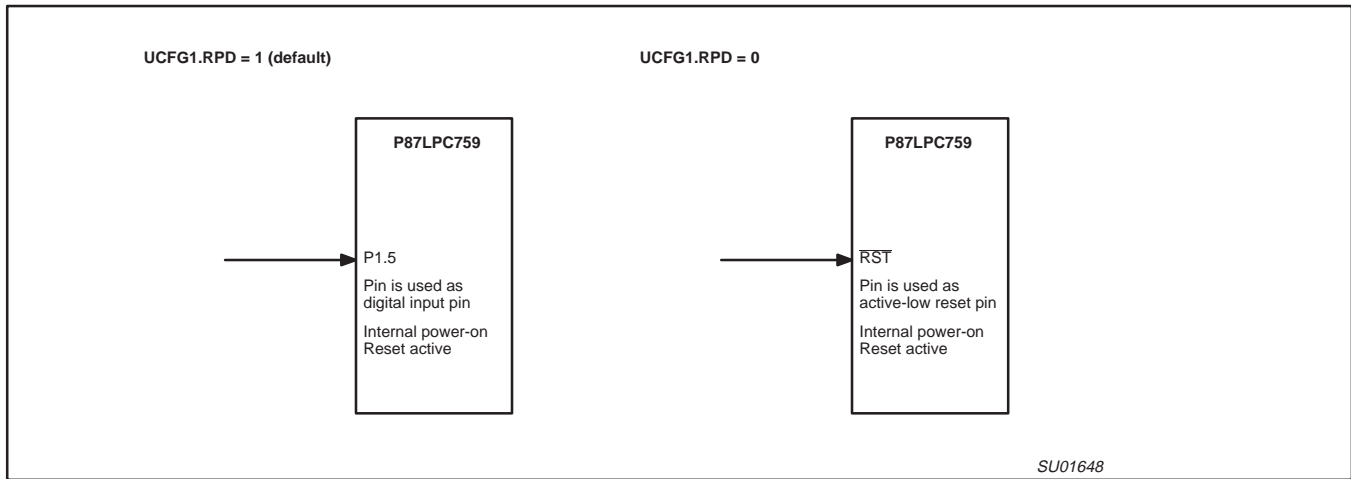 UCFG1.RPD = 1 (default)
UCFG1.RPD = 0
P87LPC759
P1.5
Pin is used as
digital input pin
Internal power-on
Reset active
P87LPC759
R̅S̅T̅
Pin is used as
active-low reset pin
Internal power-on
Reset active
SU01648